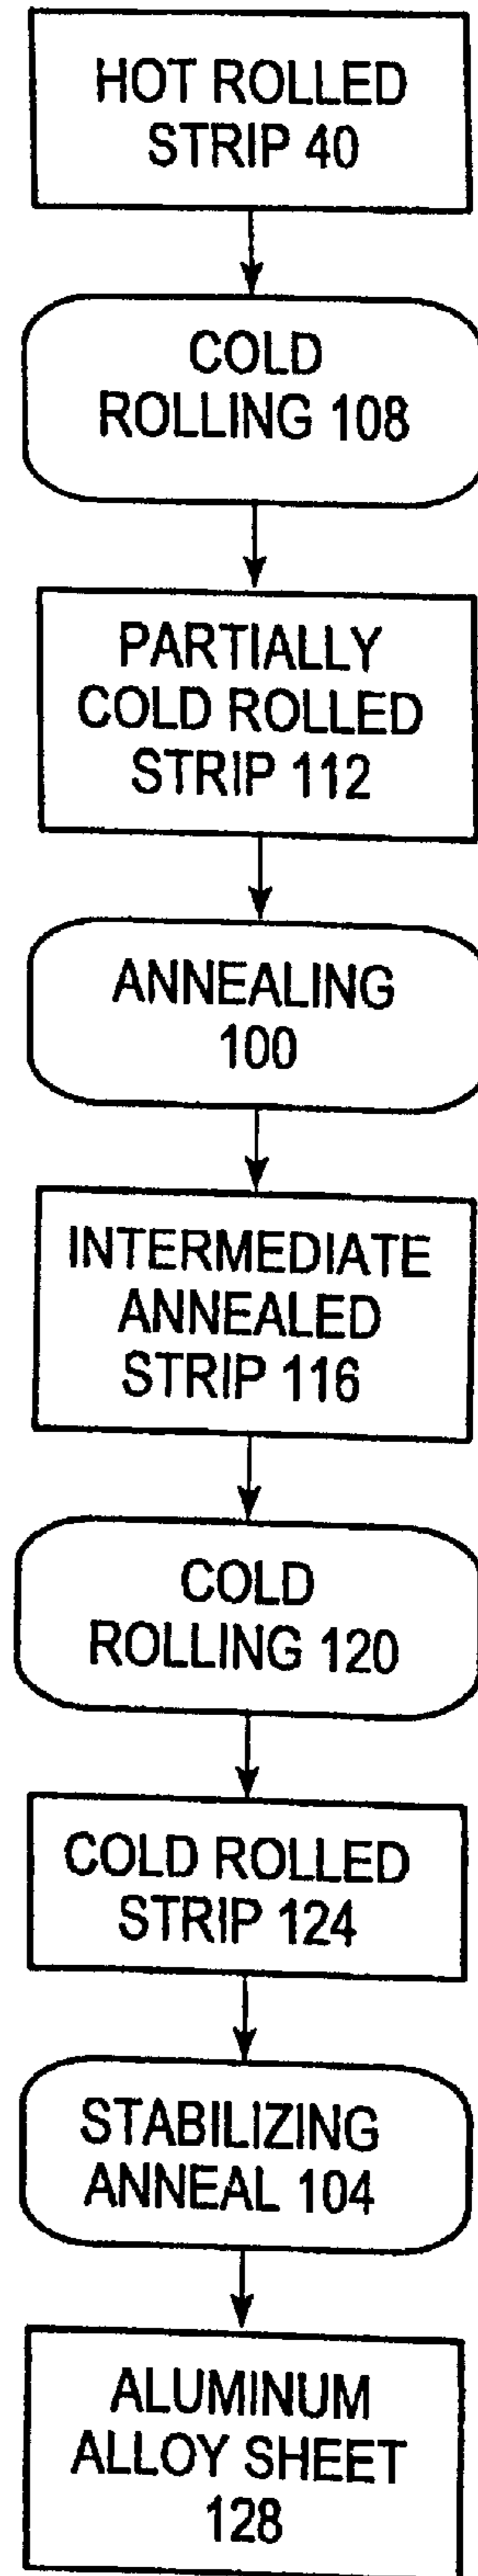 HOT ROLLED
STRIP 40
COLD
ROLLING 108
PARTIALLY
COLD ROLLED
STRIP 112
ANNEALING
100
INTERMEDIATE
ANNEALED
STRIP 116
COLD
ROLLING 120
COLD ROLLED
STRIP 124
STABILIZING
ANNEAL 104
ALUMINUM
ALLOY SHEET
128